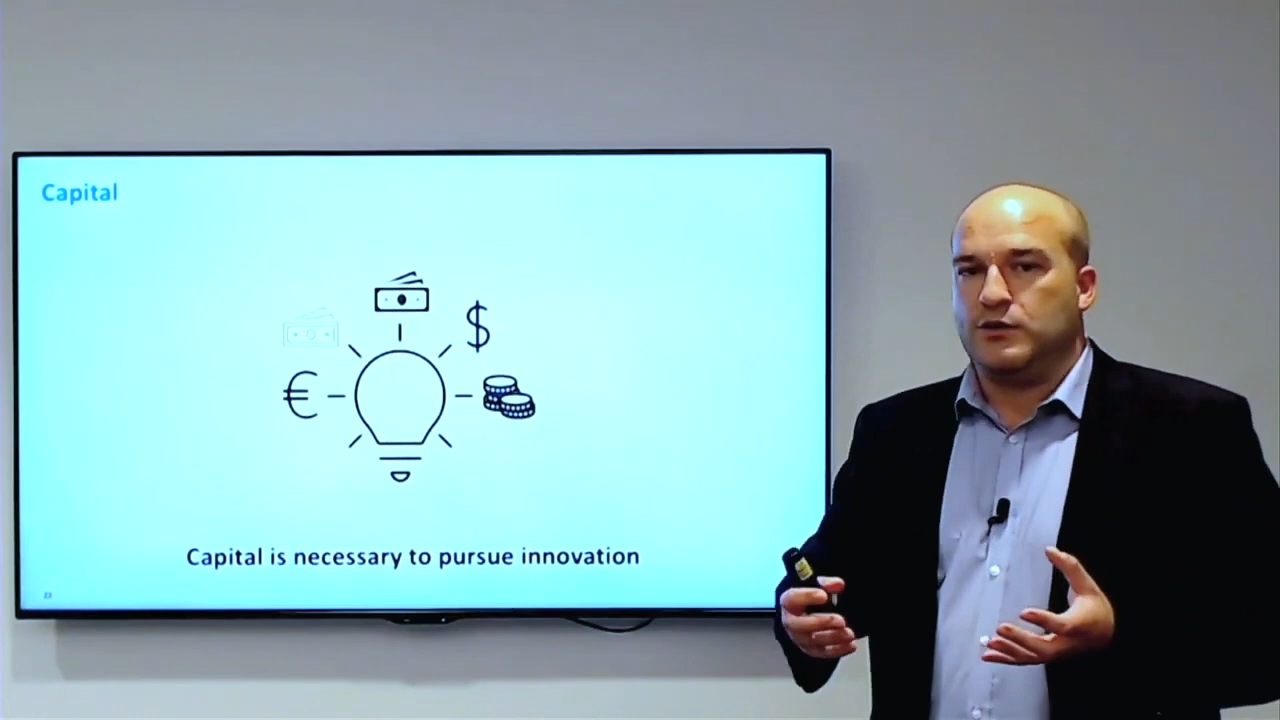 Capital
$
€
Capital is necessary to pursue innovation